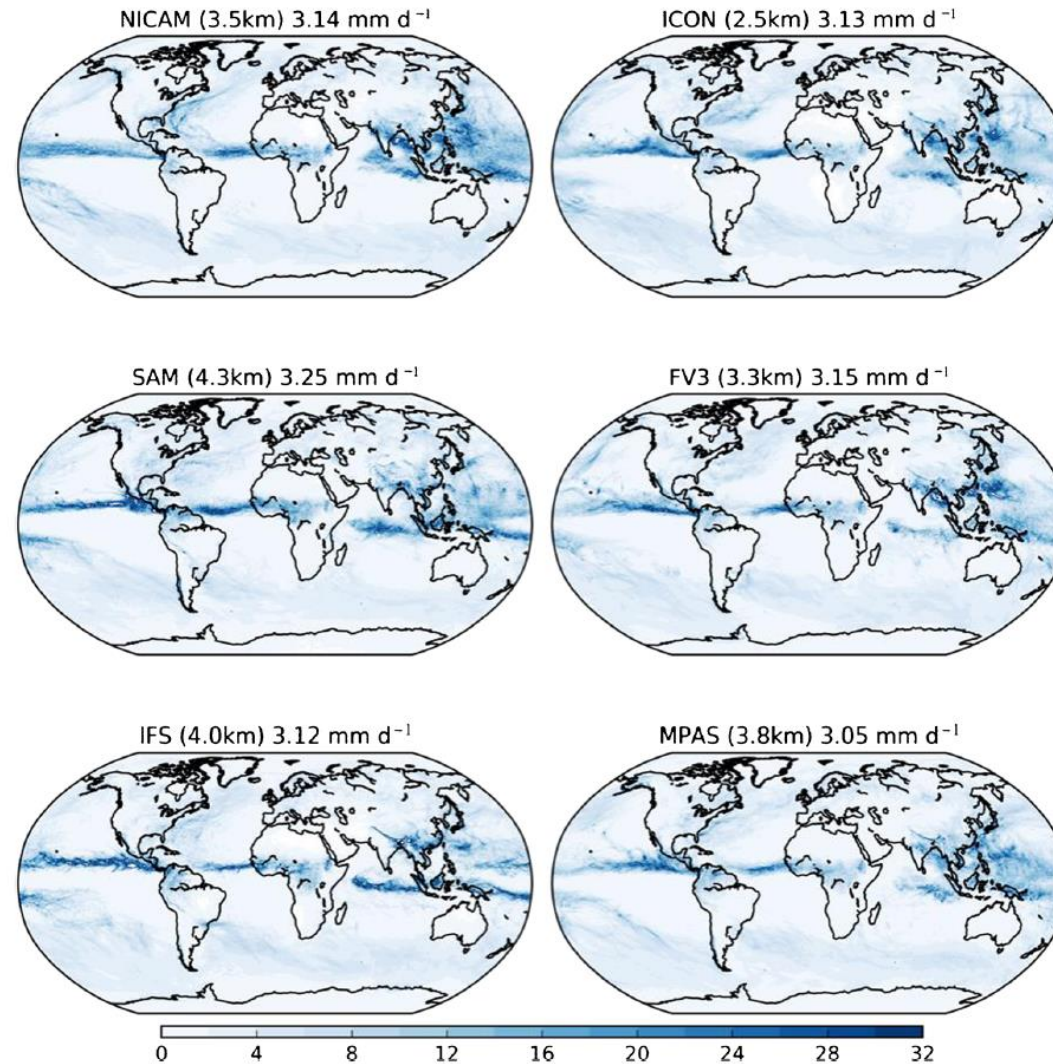 NICAM (3.5km) 3.14 mm d⁻¹
ICON (2.5km) 3.13 mm d⁻¹
SAM (4.3km) 3.25 mm d⁻¹
FV3 (3.3km) 3.15 mm d⁻¹
IFS (4.0km) 3.12 mm d⁻¹
MPAS (3.8km) 3.05 mm d⁻¹
0 4 8 12 16 20 24 28 32